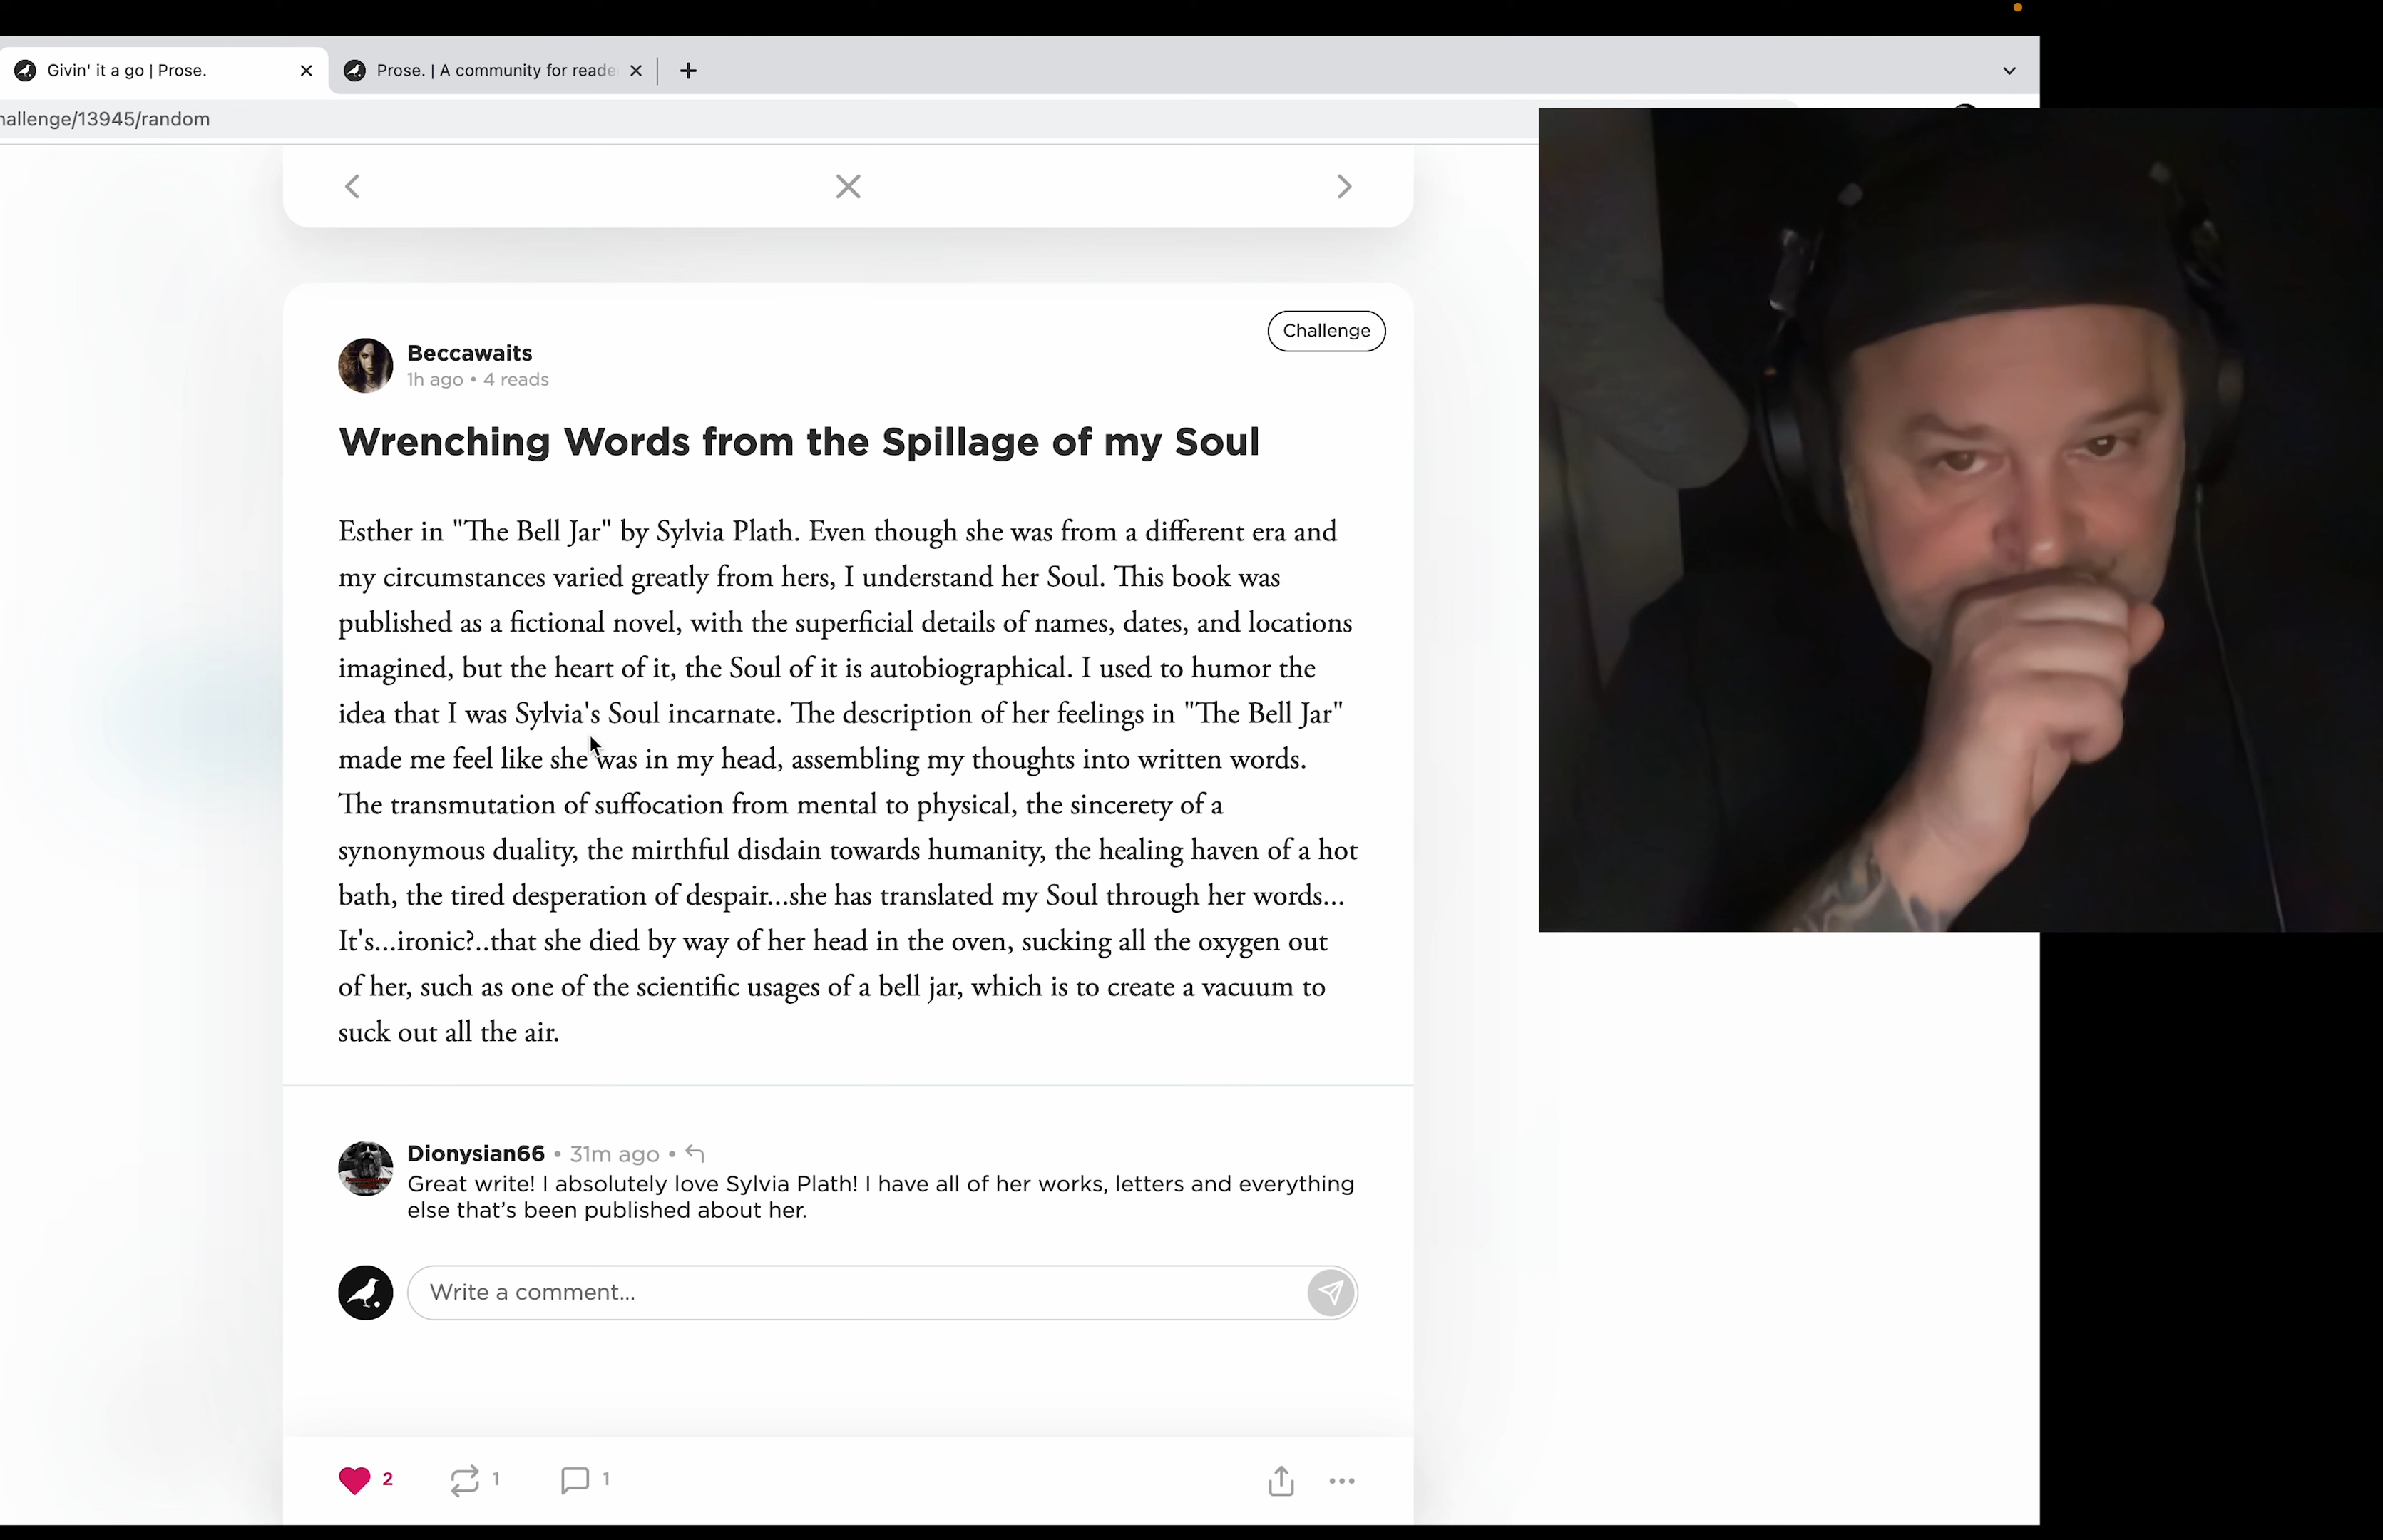 Givin' it a go | Prose.
Prose. | A community for reade
hallenge/13945/random
Challenge
Beccawaits
1h ago • 4 reads
Wrenching Words from the Spillage of my Soul
Esther in "The Bell Jar" by Sylvia Plath. Even though she was from a different era and
my circumstances varied greatly from hers, I understand her Soul. This book was
published as a fictional novel, with the superficial details of names, dates, and locations
imagined, but the heart of it, the Soul of it is autobiographical. I used to humor the
idea that I was Sylvia's Soul incarnate. The description of her feelings in "The Bell Jar"
made me feel like she was in my head, assembling my thoughts into written words.
The transmutation of suffocation from mental to physical, the sincerety of a
synonymous duality, the mirthful disdain towards humanity, the healing haven of a hot
bath, the tired desperation of despair...she has translated my Soul through her words...
It's...ironic?..that she died by way of her head in the oven, sucking all the oxygen out
of her, such as one of the scientific usages of a bell jar, which is to create a vacuum to
suck out all the air.
Dionysian66 • 31m ago •
Great write! I absolutely love Sylvia Plath! I have all of her works, letters and everything
else that’s been published about her.
Write a comment...
2 1 1